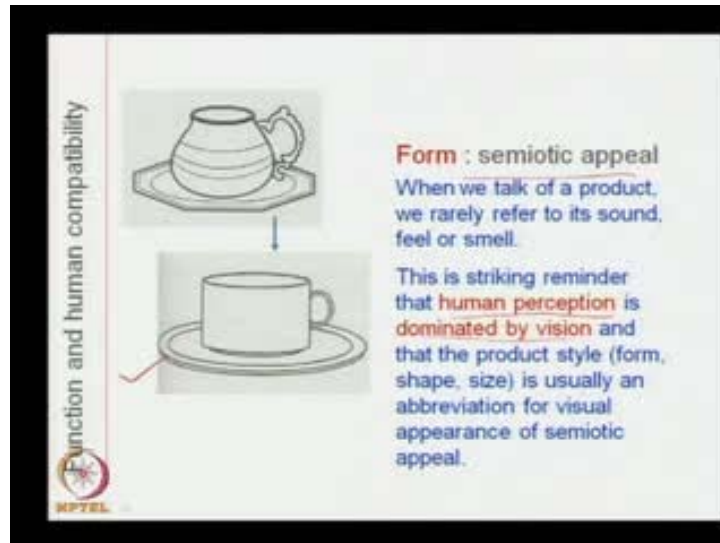 Function and human compatibility
Form : semiotic appeal
When we talk of a product,
we rarely refer to its sound,
feel or smell.
This is striking reminder
that human perception is
dominated by vision and
that the product style (form,
shape, size) is usually an
abbreviation for visual
appearance of semiotic
appeal.
NPTEL